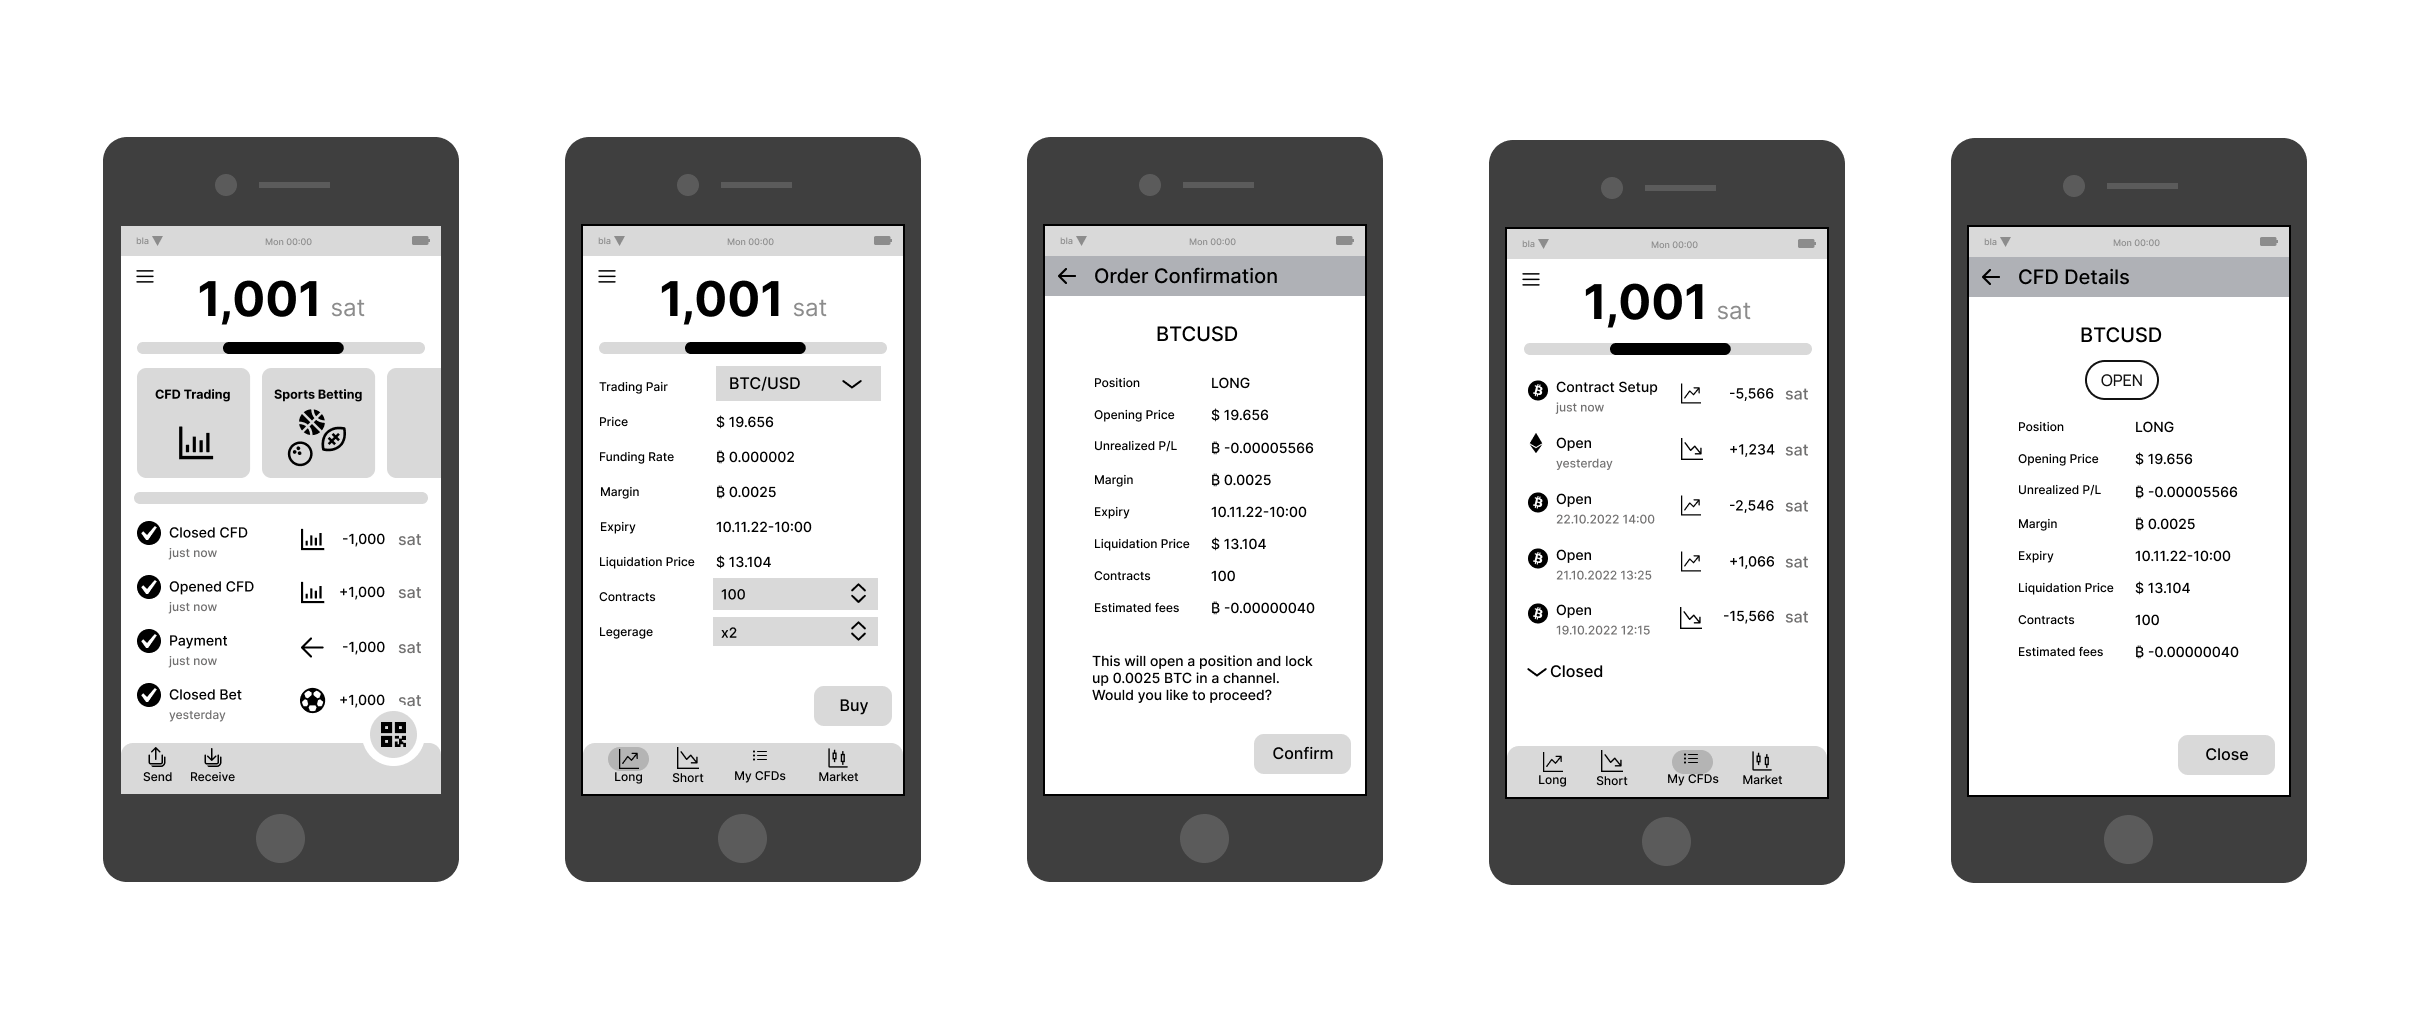 bla Mon 00:00
1,001 sat
CFD Trading
Sports Betting
Closed CFD -1,000 sat
just now
Opened CFD +1,000 sat
just now
Payment -1,000 sat
just now
Closed Bet +1,000 sat
yesterday
Send Receive
bla Mon 00:00
1,001 sat
Trading Pair BTC/USD
Price $ 19.656
Funding Rate ₿ 0.000002
Margin ₿ 0.0025
Expiry 10.11.22-10:00
Liquidation Price $ 13.104
Contracts 100
Legerage x2
Buy
Long Short My CFDs Market
bla Mon 00:00
Order Confirmation
BTCUSD
Position LONG
Opening Price $ 19.656
Unrealized P/L ₿ -0.00005566
Margin ₿ 0.0025
Expiry 10.11.22-10:00
Liquidation Price $ 13.104
Contracts 100
Estimated fees ₿ -0.00000040
This will open a position and lock
up 0.0025 BTC in a channel.
Would you like to proceed?
Confirm
bla Mon 00:00
1,001 sat
Contract Setup -5,566 sat
just now
Open +1,234 sat
yesterday
Open -2,546 sat
22.10.2022 14:00
Open +1,066 sat
21.10.2022 13:25
Open -15,566 sat
19.10.2022 12:15
Closed
Long Short My CFDs Market
bla Mon 00:00
CFD Details
BTCUSD
OPEN
Position LONG
Opening Price $ 19.656
Unrealized P/L ₿ -0.00005566
Margin ₿ 0.0025
Expiry 10.11.22-10:00
Liquidation Price $ 13.104
Contracts 100
Estimated fees ₿ -0.00000040
Close